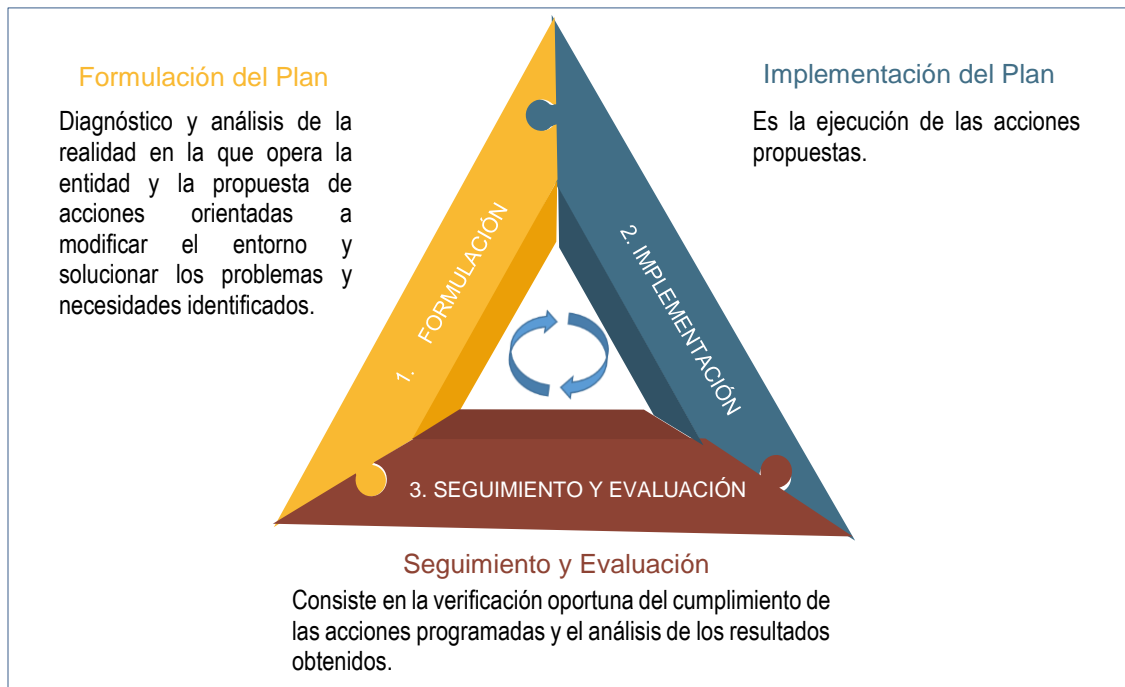 Formulación del Plan
Diagnóstico y análisis de la
realidad en la que opera la
entidad y la propuesta de
acciones orientadas a
modificar el entorno y
solucionar los problemas y
necesidades identificados.
Implementación del Plan
Es la ejecución de las acciones
propuestas.
1. FORMULACIÓN
2. IMPLEMENTACIÓN
3. SEGUIMIENTO Y EVALUACIÓN
Seguimiento y Evaluación
Consiste en la verificación oportuna del cumplimiento de
las acciones programadas y el análisis de los resultados
obtenidos.